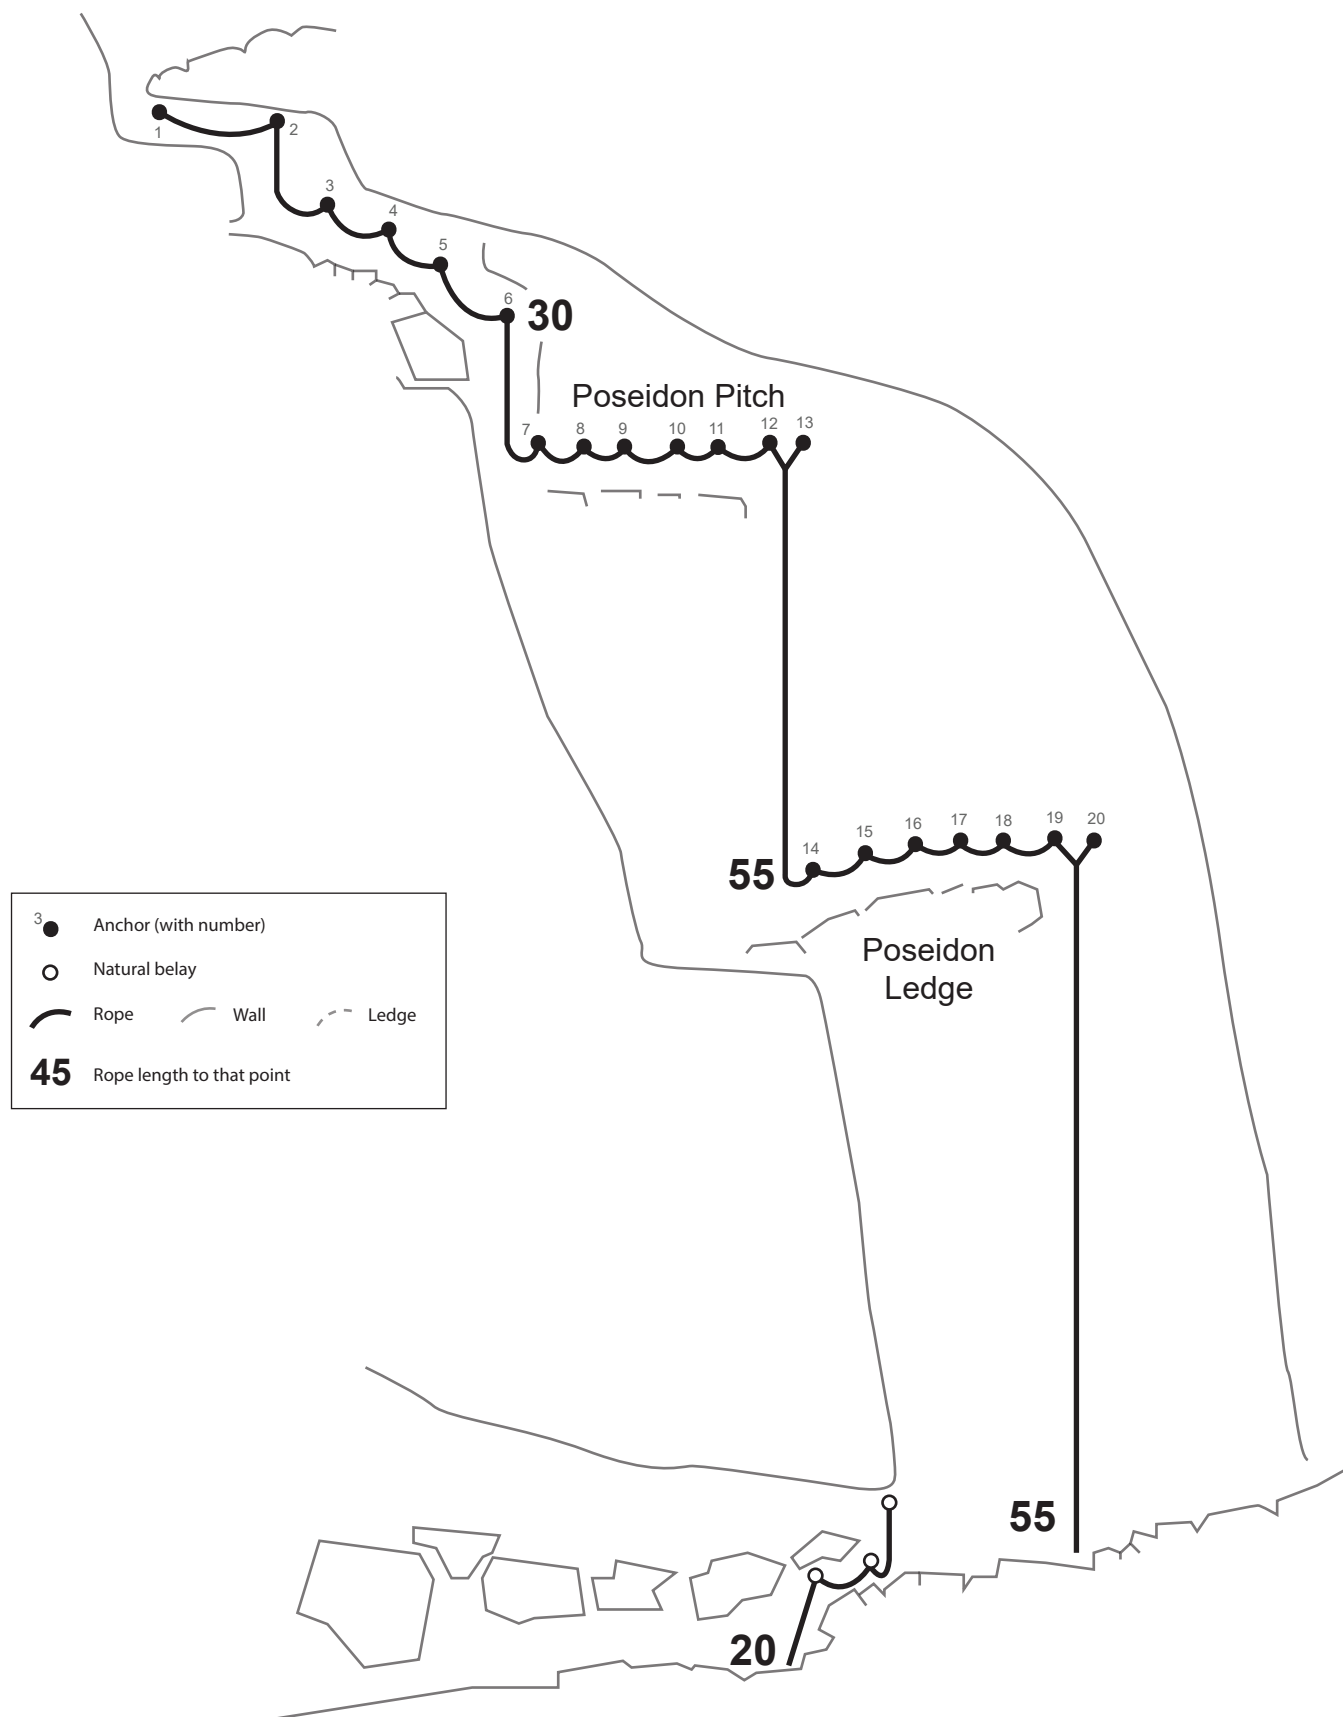 1
2
3
4
5
6
30
Poseidon Pitch
7
8
9
10
11
12
13
14
15
16
17
18
19
20
55
Poseidon
Ledge
3
Anchor (with number)
Natural belay
Rope
Wall
Ledge
45
Rope length to that point
55
20